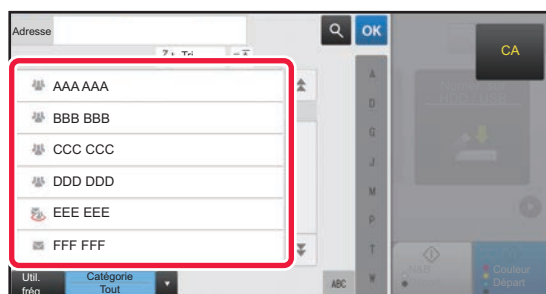 Adresse
OK
CA
Tri
AAA AAA
BBB BBB
CCC CCC
DDD DDD
EEE EEE
FFF FFF
A
D
G
J
M
P
T
W
ABC
Util.
fréq.
Catégorie
Tout
N&B
Couleur
Départ